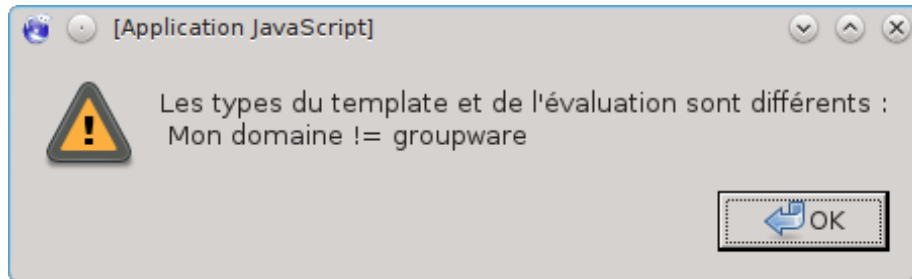 [Application JavaScript]
Les types du template et de l'évaluation sont différents :
Mon domaine != groupware
OK